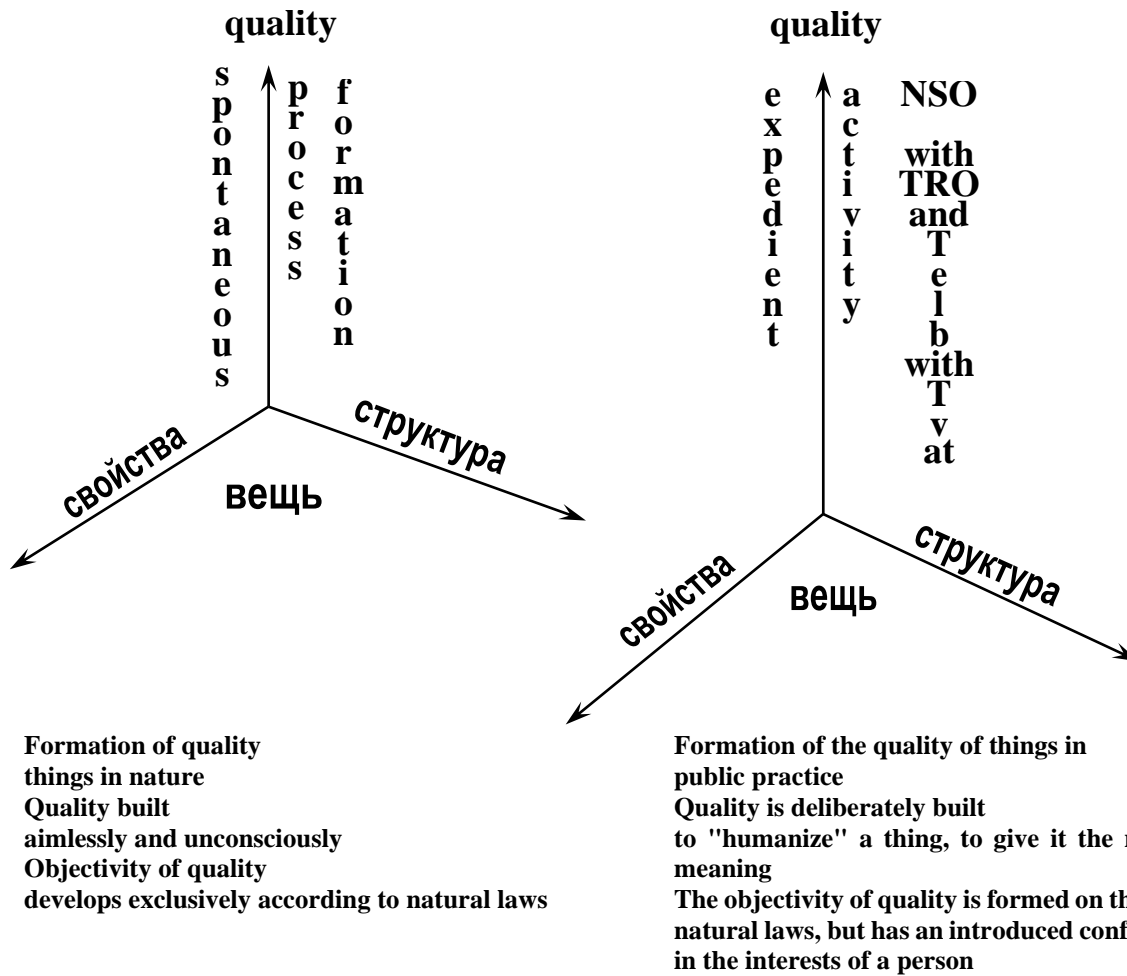 quality
spontaneous
process
formation
свойства
структура
вещь
Formation of quality
things in nature
Quality built
aimlessly and unconsciously
Objectivity of quality
develops exclusively according to natural laws
quality
expedient
activity
NSO
with
TRO
and
T
e
l
b
with
T
v
at
свойства
структура
вещь
Formation of the quality of things in
public practice
Quality is deliberately built
to "humanize" a thing, to give it the
meaning
The objectivity of quality is formed on
natural laws, but has an introduced
in the interests of a person